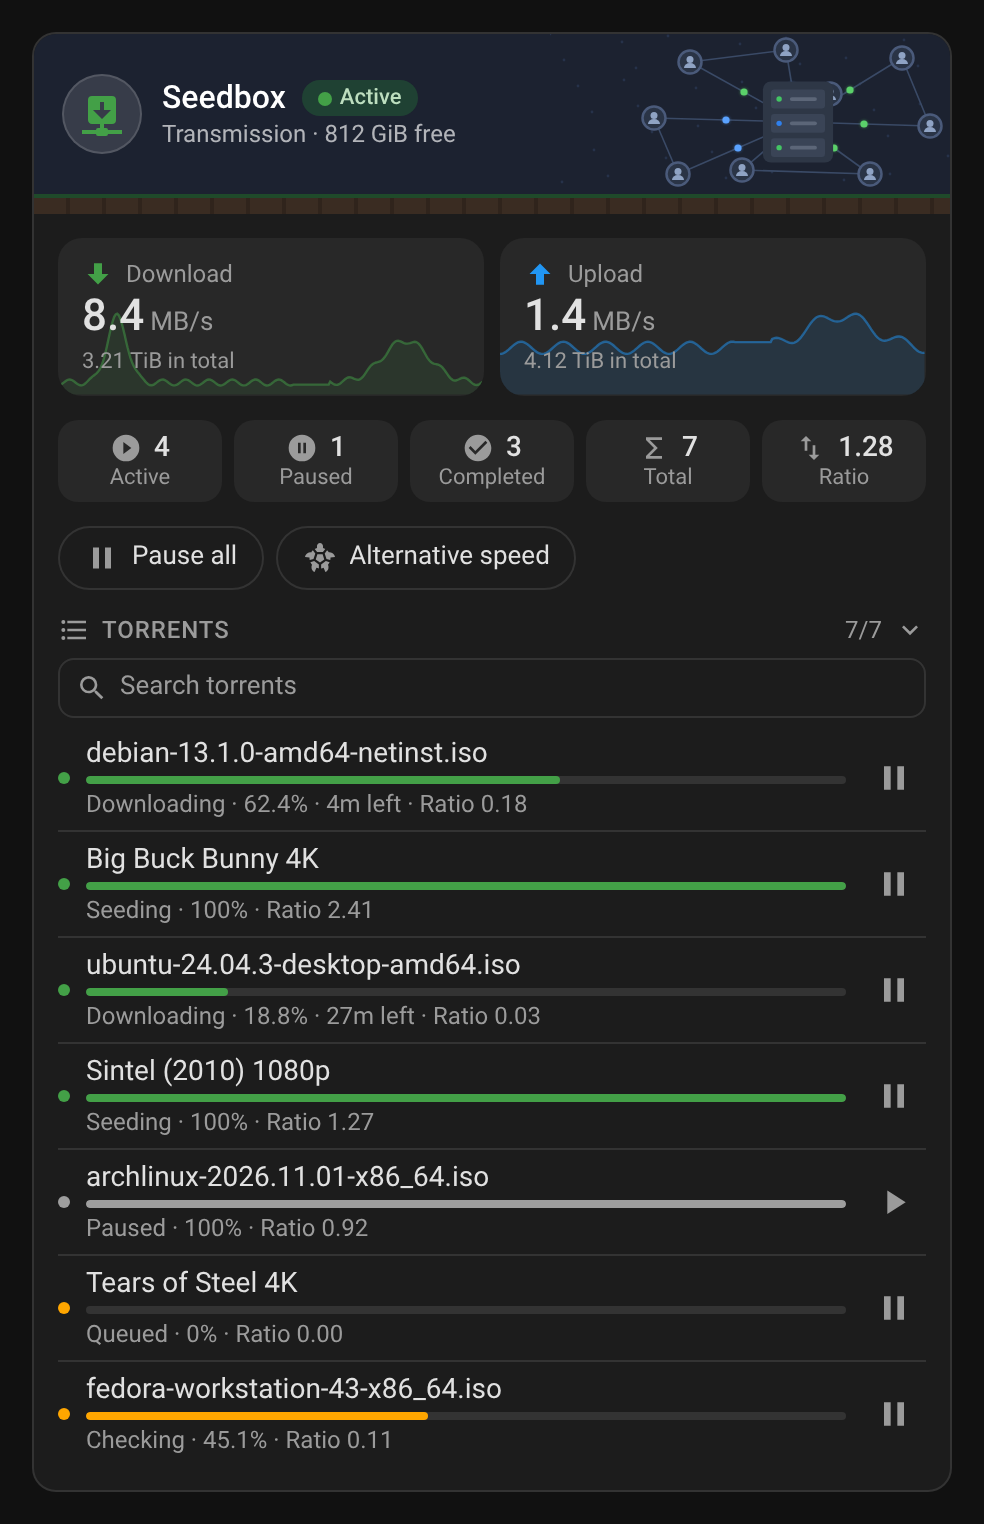 Seedbox
Active
Transmission · 812 GiB free
Download
8.4 MB/s
3.21 TiB in total
Upload
1.4 MB/s
4.12 TiB in total
4
Active
1
Paused
3
Completed
7
Total
1.28
Ratio
Pause all
Alternative speed
TORRENTS
7/7
Search torrents
debian-13.1.0-amd64-netinst.iso
Downloading · 62.4% · 4m left · Ratio 0.18
Big Buck Bunny 4K
Seeding · 100% · Ratio 2.41
ubuntu-24.04.3-desktop-amd64.iso
Downloading · 18.8% · 27m left · Ratio 0.03
Sintel (2010) 1080p
Seeding · 100% · Ratio 1.27
archlinux-2026.11.01-x86_64.iso
Paused · 100% · Ratio 0.92
Tears of Steel 4K
Queued · 0% · Ratio 0.00
fedora-workstation-43-x86_64.iso
Checking · 45.1% · Ratio 0.11